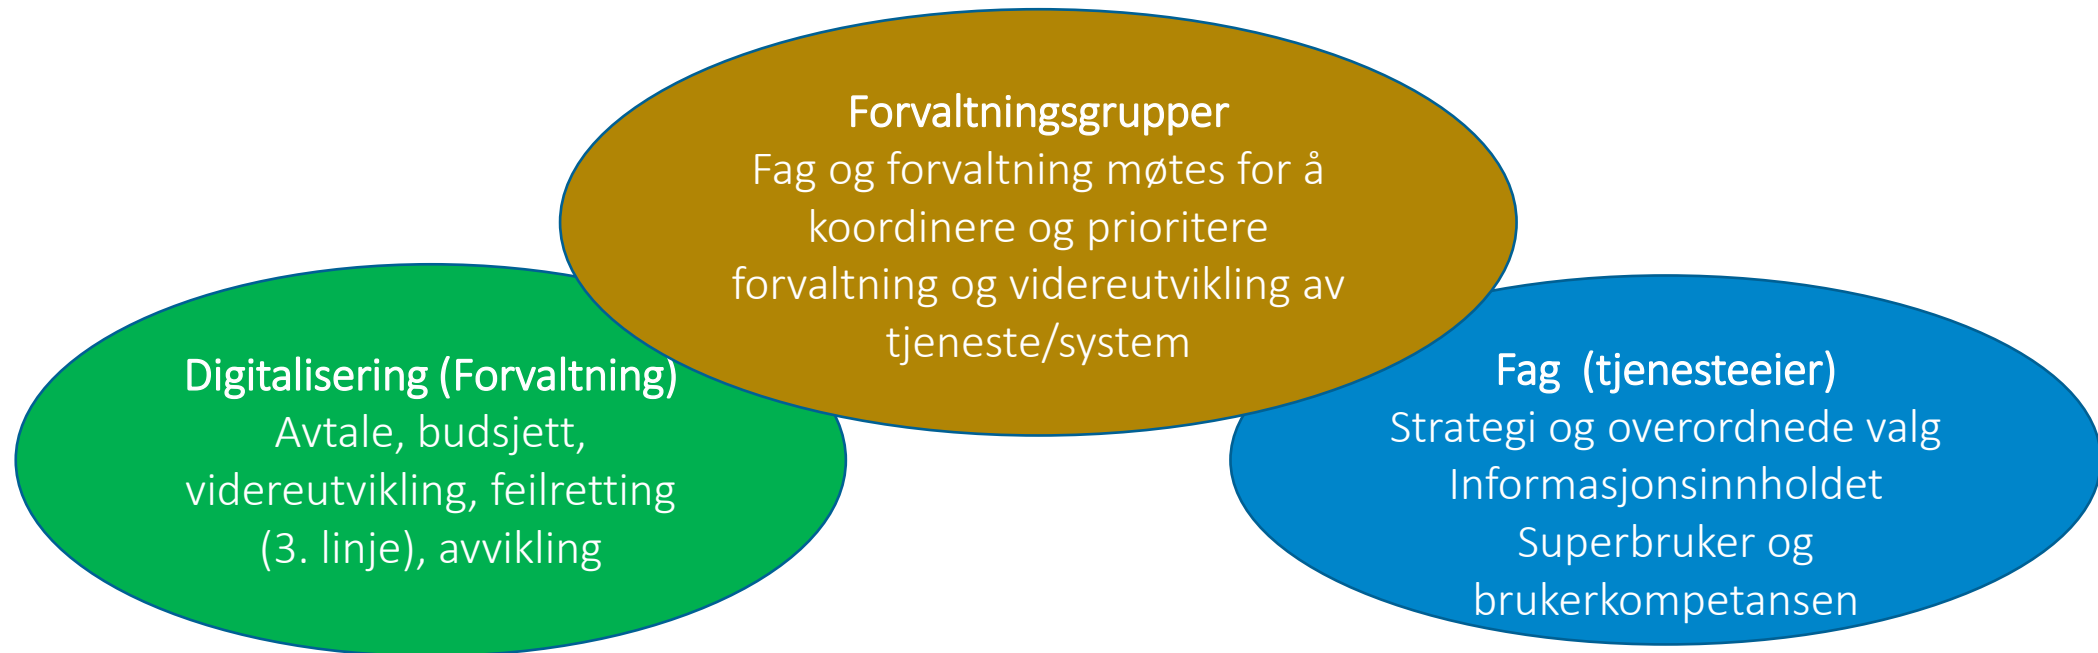 Forvaltningsgrupper
Fag og forvaltning møtes for å
koordinere og prioritere
forvaltning og videreutvikling av
tjeneste/system
Digitalisering (Forvaltning)
Avtale, budsjett,
videreutvikling, feilretting
(3. linje), avvikling
Fag  (tjenesteeier)
Strategi og overordnede valg
Informasjonsinnholdet
Superbruker og
brukerkompetansen